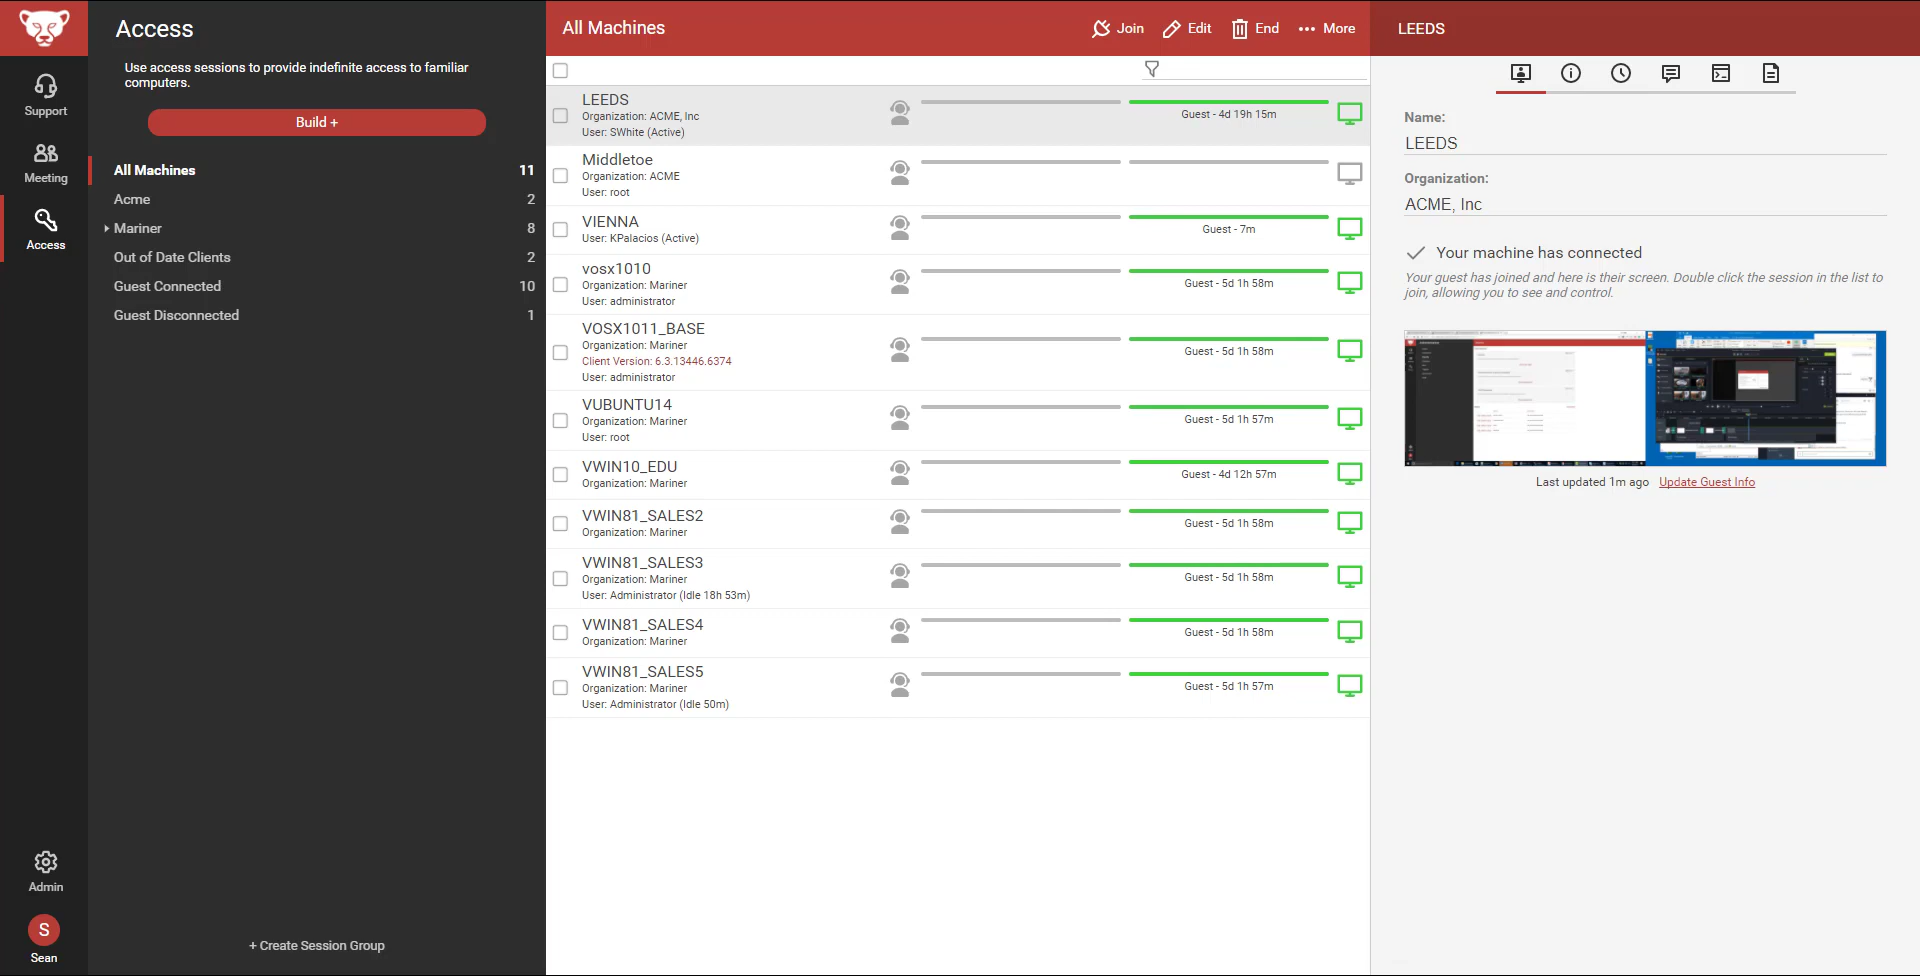 Access
Use access sessions to provide indefinite access to familiar
computers.
Build +
All Machines 11
Acme 2
Mariner 8
Out of Date Clients 2
Guest Connected 10
Guest Disconnected 1
+ Create Session Group
Support
Meeting
Access
Admin
S
Sean
All Machines
Join
Edit
End
More
LEEDS
Organization: ACME, Inc
User: SWhite (Active)
Guest - 4d 19h 15m
Middletoe
Organization: ACME
User: root
VIENNA
User: KPalacios (Active)
Guest - 7m
vosx1010
Organization: Mariner
User: administrator
Guest - 5d 1h 58m
VOSX1011_BASE
Organization: Mariner
Client Version: 6.3.13446.6374
User: administrator
Guest - 5d 1h 58m
VUBUNTU14
Organization: Mariner
User: root
Guest - 5d 1h 57m
VWIN10_EDU
Organization: Mariner
Guest - 4d 12h 57m
VWIN81_SALES2
Organization: Mariner
Guest - 5d 1h 58m
VWIN81_SALES3
Organization: Mariner
User: Administrator (Idle 18h 53m)
Guest - 5d 1h 58m
VWIN81_SALES4
Organization: Mariner
Guest - 5d 1h 58m
VWIN81_SALES5
Organization: Mariner
User: Administrator (Idle 50m)
Guest - 5d 1h 57m
LEEDS
Name:
LEEDS
Organization:
ACME, Inc
Your machine has connected
Your guest has joined and here is their screen. Double click the session in the list to
join, allowing you to see and control.
Last updated 1m ago Update Guest Info